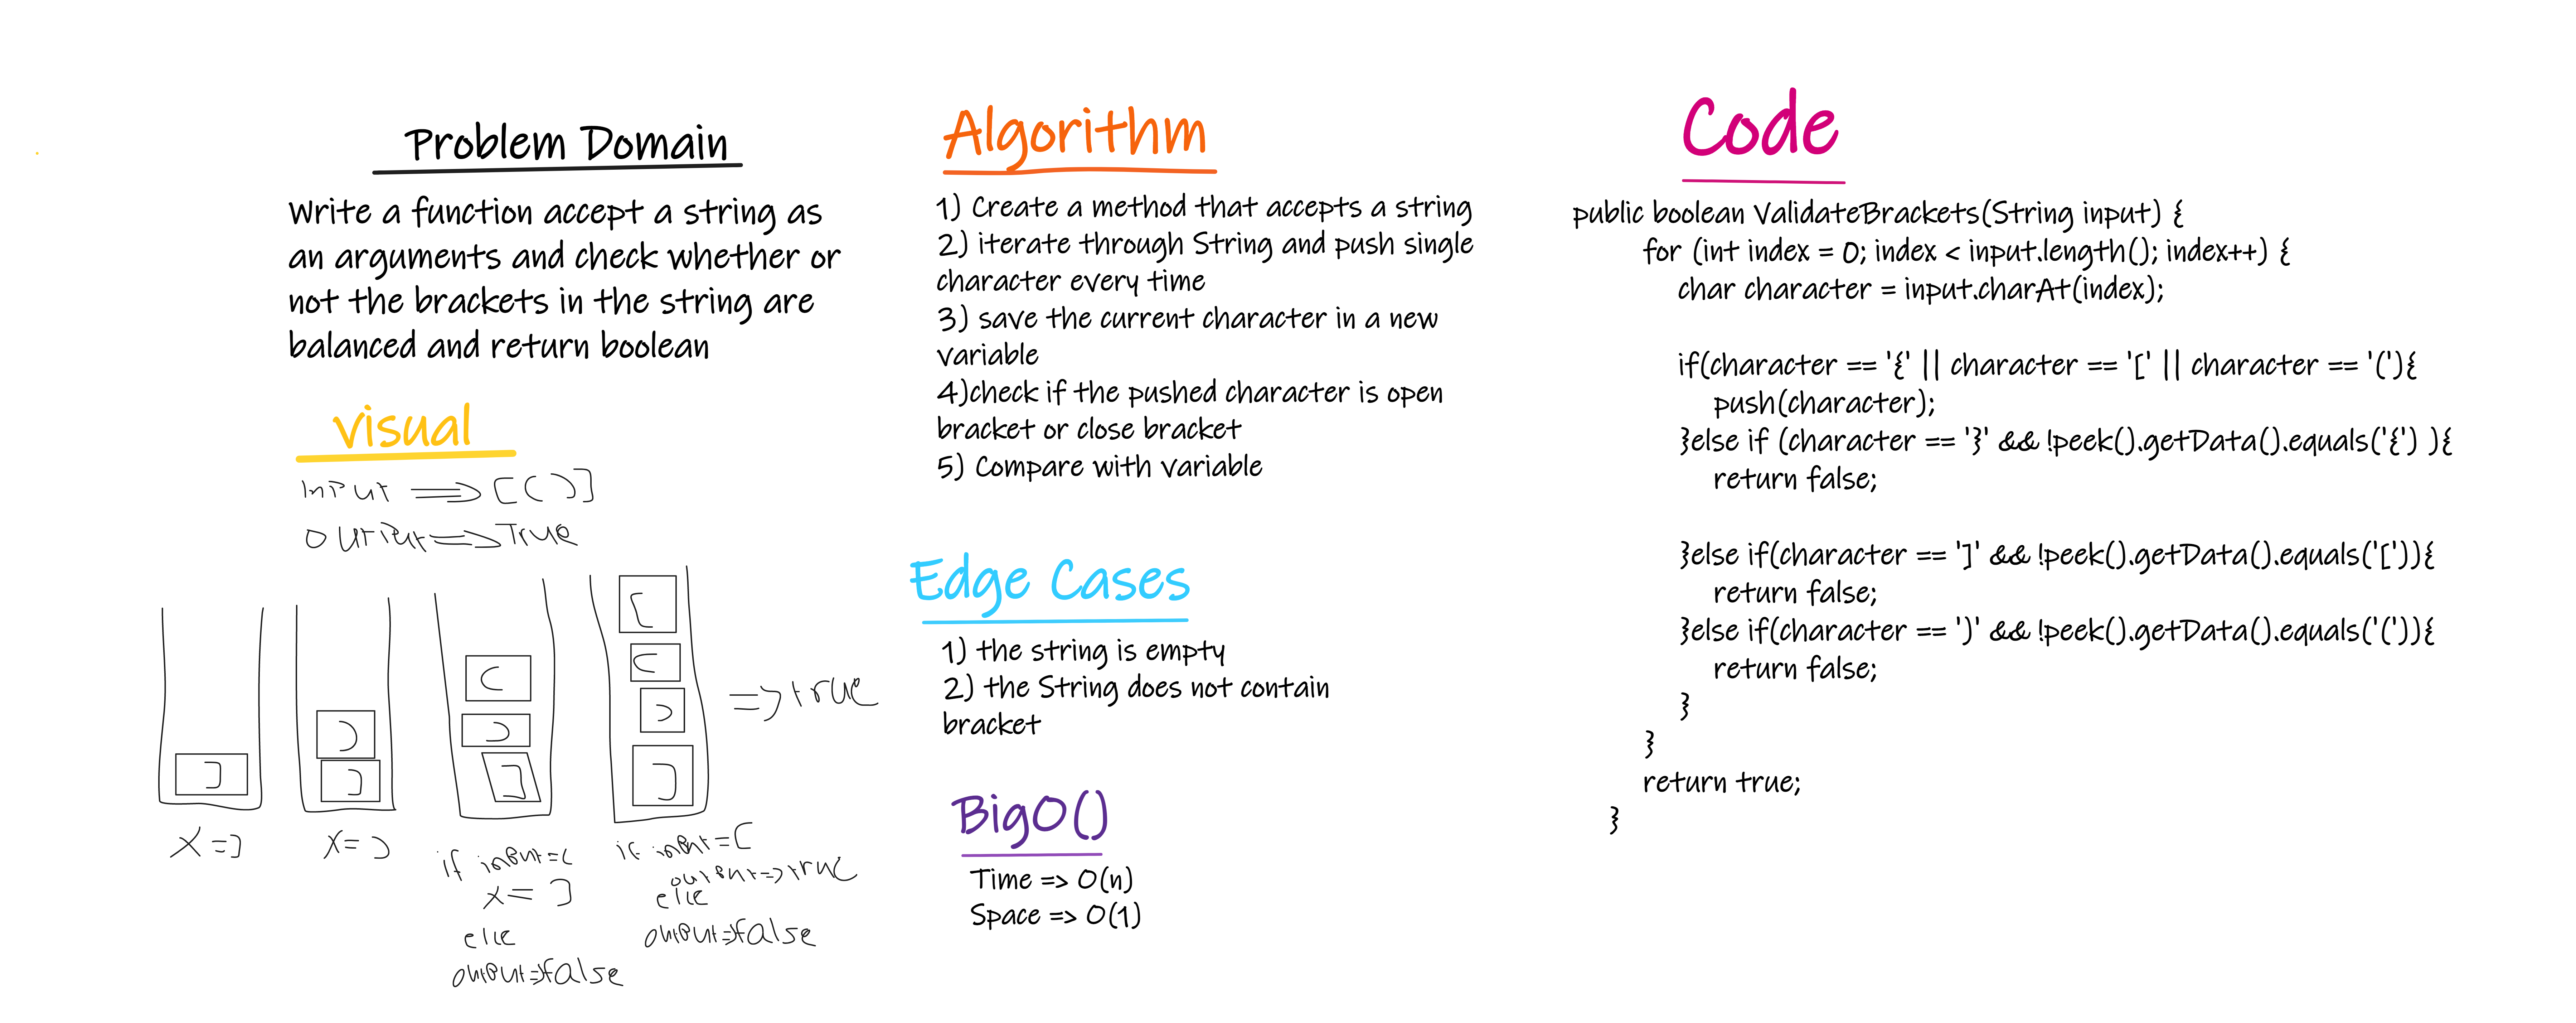 Problem Domain
Write a function accept a string as
an arguments and check whether or
not the brackets in the string are
balanced and return boolean
visual
input => [()]
output => True
]
)
]
(
)
]
[
(
)
]
=> true
x = ]
x = )
if input = (
x = ]
else
output => false
if input = [
output => true
else
output => false
Algorithm
1) Create a method that accepts a string
2) iterate through String and push single
character every time
3) save the current character in a new
variable
4)check if the pushed character is open
bracket or close bracket
5) Compare with variable
Edge Cases
1) the string is empty
2) the String does not contain
bracket
BigO()
Time => O(n)
Space => O(1)
Code
public boolean ValidateBrackets(String input) {
for (int index = 0; index < input.length(); index++) {
char character = input.charAt(index);
if(character == '{' || character == '[' || character == '('){
push(character);
}else if (character == '}' && !peek().getData().equals('{') ){
return false;
}else if(character == ']' && !peek().getData().equals('[')){
return false;
}else if(character == ')' && !peek().getData().equals('(')){
return false;
}
}
return true;
}